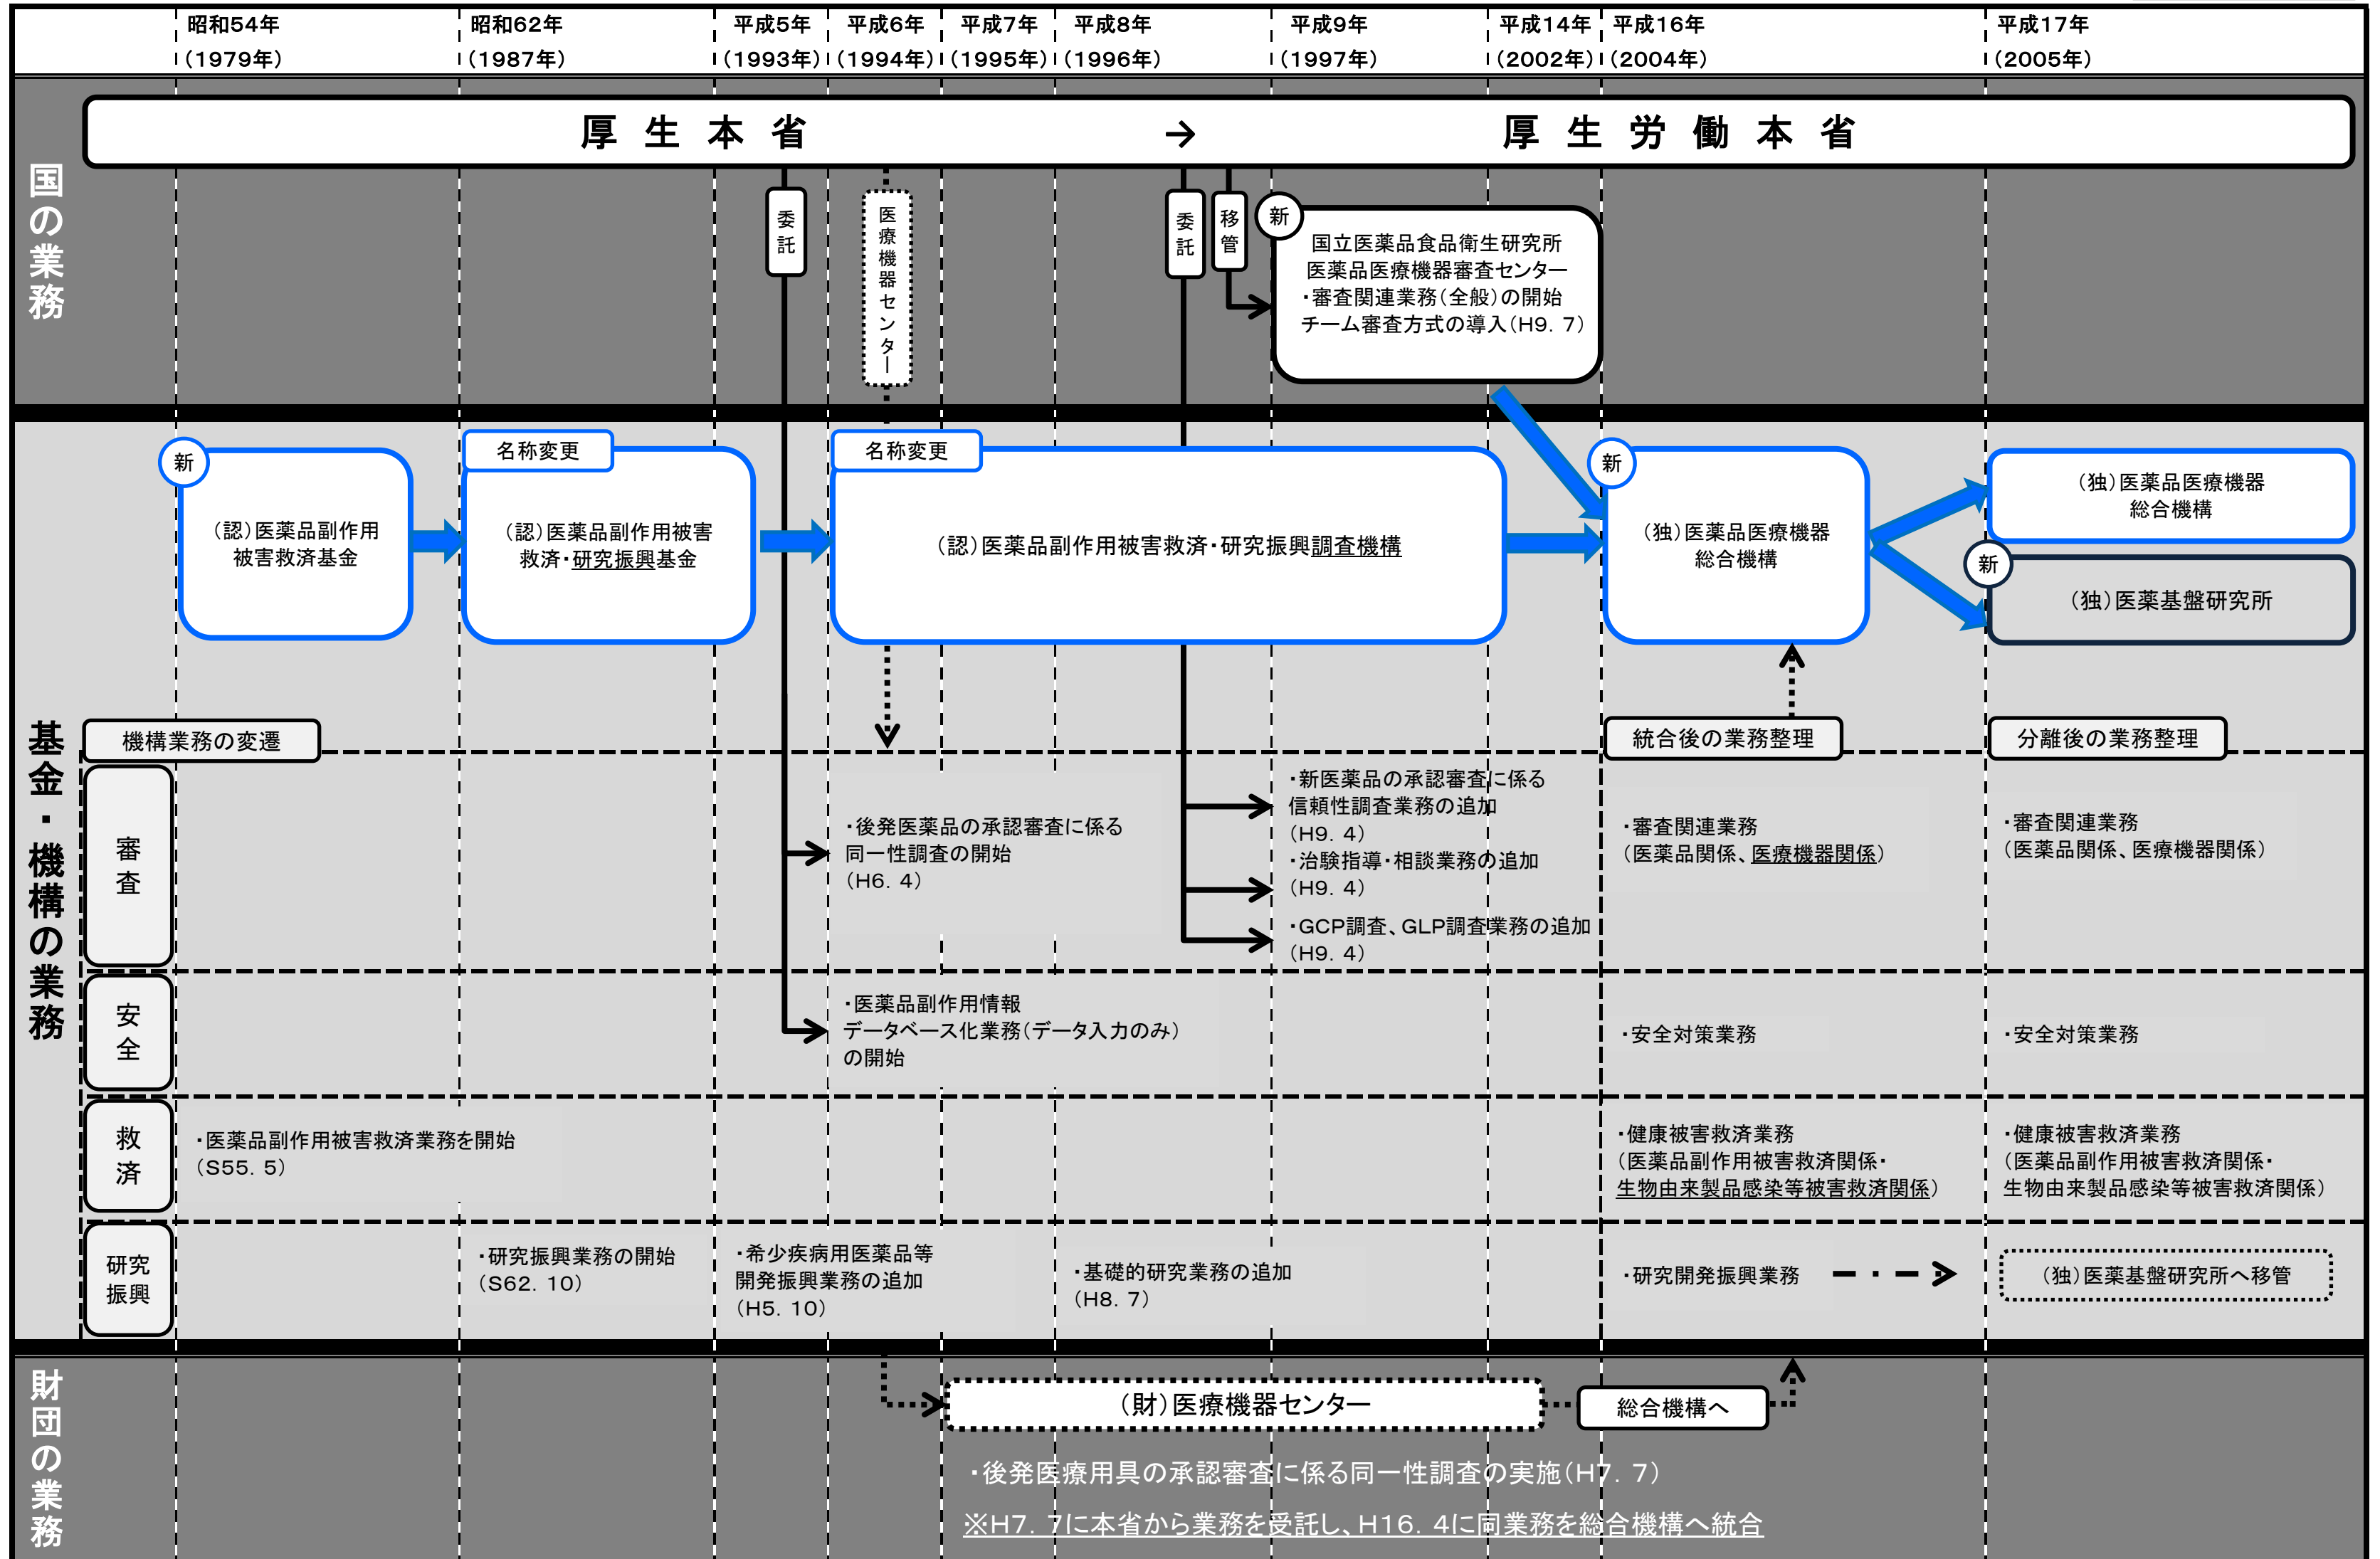 昭和54年
（1979年）
昭和62年
（1987年）
平成5年
（1993年）
平成6年
（1994年）
平成7年
（1995年）
平成8年
（1996年）
平成9年
（1997年）
平成14年
（2002年）
平成16年
（2004年）
平成17年
（2005年）
国の業務
厚生本省 → 厚生労働本省
委託
医療機器センター
委託
移管
新
国立医薬品食品衛生研究所
医薬品医療機器審査センター
・審査関連業務（全般）の開始
チーム審査方式の導入（H9．7）
基金・機構の業務
新
（認）医薬品副作用
被害救済基金
名称変更
（認）医薬品副作用被害
救済・研究振興基金
名称変更
（認）医薬品副作用被害救済・研究振興調査機構
新
（独）医薬品医療機器
総合機構
（独）医薬品医療機器
総合機構
新
（独）医薬基盤研究所
機構業務の変遷
統合後の業務整理
分離後の業務整理
審査
・後発医薬品の承認審査に係る
同一性調査の開始
（H6．4）
・新医薬品の承認審査に係る
信頼性調査業務の追加
（H9．4）
・治験指導・相談業務の追加
（H9．4）
・GCP調査、GLP調査業務の追加
（H9．4）
・審査関連業務
（医薬品関係、医療機器関係）
・審査関連業務
（医薬品関係、医療機器関係）
安全
・医薬品副作用情報
データベース化業務（データ入力のみ）
の開始
・安全対策業務
・安全対策業務
救済
・医薬品副作用被害救済業務を開始
（S55．5）
・健康被害救済業務
（医薬品副作用被害救済関係・
生物由来製品感染等被害救済関係）
・健康被害救済業務
（医薬品副作用被害救済関係・
生物由来製品感染等被害救済関係）
研究
振興
・研究振興業務の開始
（S62．10）
・希少疾病用医薬品等
開発振興業務の追加
（H5．10）
・基礎的研究業務の追加
（H8．7）
・研究開発振興業務
（独）医薬基盤研究所へ移管
財団の業務
（財）医療機器センター
総合機構へ
・後発医療用具の承認審査に係る同一性調査の実施（H7．7）
※H7．7に本省から業務を受託し、H16．4に同業務を総合機構へ統合